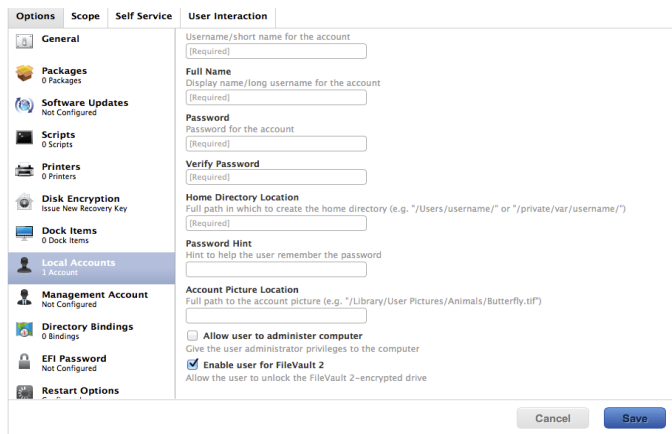 Options Scope Self Service User Interaction
General
Packages
0 Packages
Software Updates
Not Configured
Scripts
0 Scripts
Printers
0 Printers
Disk Encryption
Issue New Recovery Key
Dock Items
0 Dock Items
Local Accounts
1 Account
Management Account
Not Configured
Directory Bindings
0 Bindings
EFI Password
Not Configured
Restart Options
Username/short name for the account
[Required]
Full Name
Display name/long username for the account
[Required]
Password
Password for the account
[Required]
Verify Password
[Required]
Home Directory Location
Full path in which to create the home directory (e.g. "/Users/username/" or "/private/var/username/")
[Required]
Password Hint
Hint to help the user remember the password
Account Picture Location
Full path to the account picture (e.g. "/Library/User Pictures/Animals/Butterfly.tif")
Allow user to administer computer
Give the user administrator privileges to the computer
Enable user for FileVault 2
Allow the user to unlock the FileVault 2-encrypted drive
Cancel Save